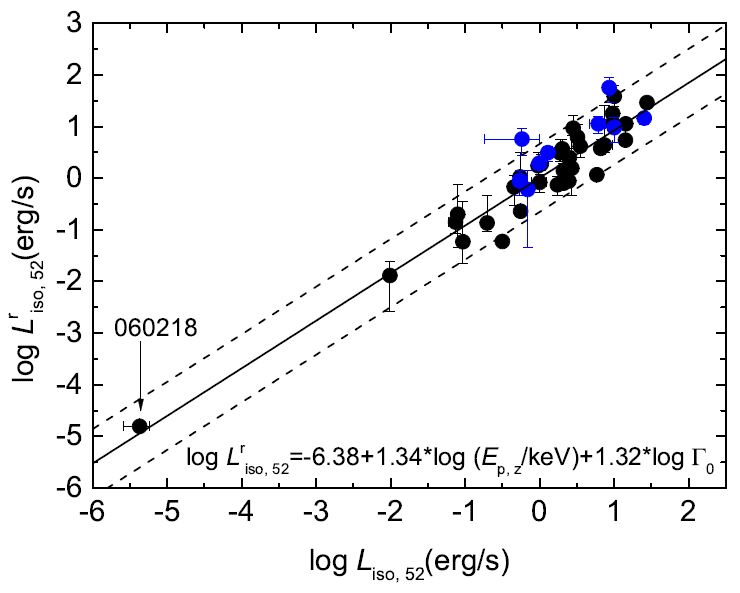 3
2
1
0
-1
-2
-3
-4
-5
-6
log L^r_iso, 52(erg/s)
060218
log L^r_iso, 52=-6.38+1.34*log (E_p, z/keV)+1.32*log Γ_0
-6 -5 -4 -3 -2 -1 0 1 2
log L_iso, 52(erg/s)